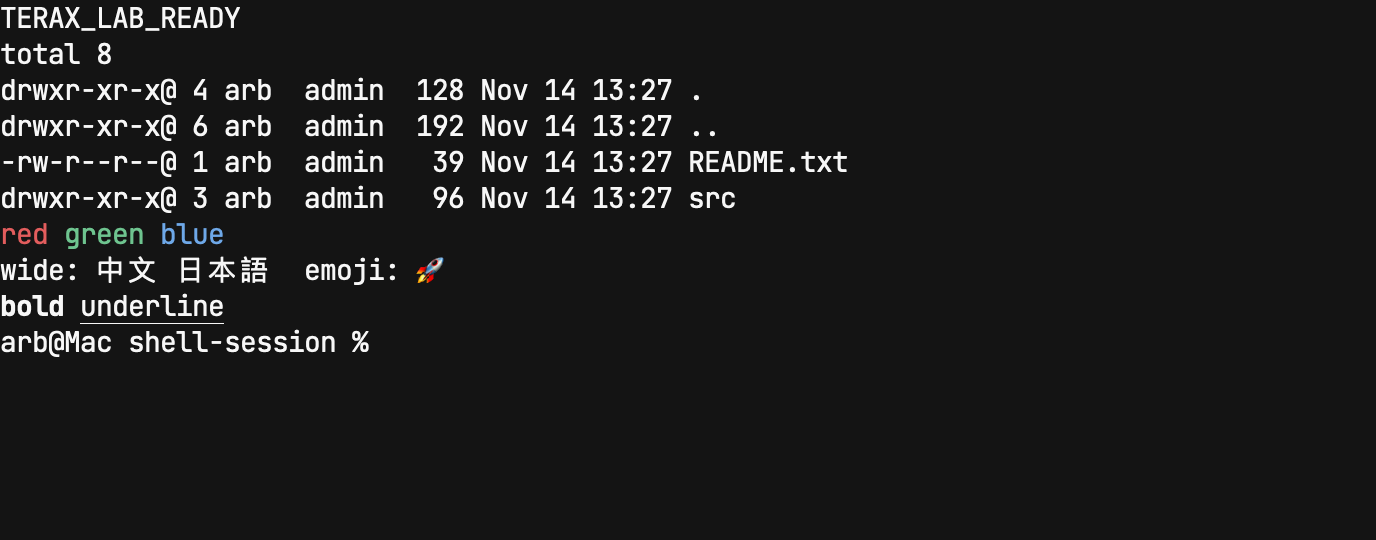 TERAX_LAB_READY
total 8
drwxr-xr-x@ 4 arb  admin  128 Nov 14 13:27 .
drwxr-xr-x@ 6 arb  admin  192 Nov 14 13:27 ..
-rw-r--r--@ 1 arb  admin   39 Nov 14 13:27 README.txt
drwxr-xr-x@ 3 arb  admin   96 Nov 14 13:27 src
red green blue
wide: 中文 日本語  emoji: 🚀
bold underline
arb@Mac shell-session %